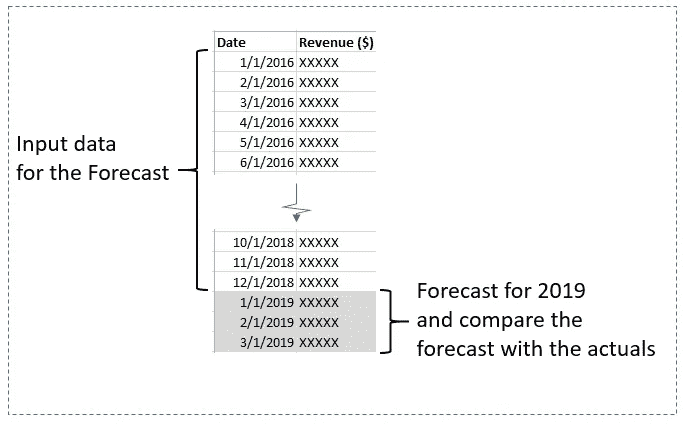 Date Revenue ($)
1/1/2016 XXXXX
2/1/2016 XXXXX
3/1/2016 XXXXX
4/1/2016 XXXXX
5/1/2016 XXXXX
6/1/2016 XXXXX
Input data
for the Forecast
10/1/2018 XXXXX
11/1/2018 XXXXX
12/1/2018 XXXXX
1/1/2019 XXXXX
2/1/2019 XXXXX
3/1/2019 XXXXX
Forecast for 2019
and compare the
forecast with the actuals